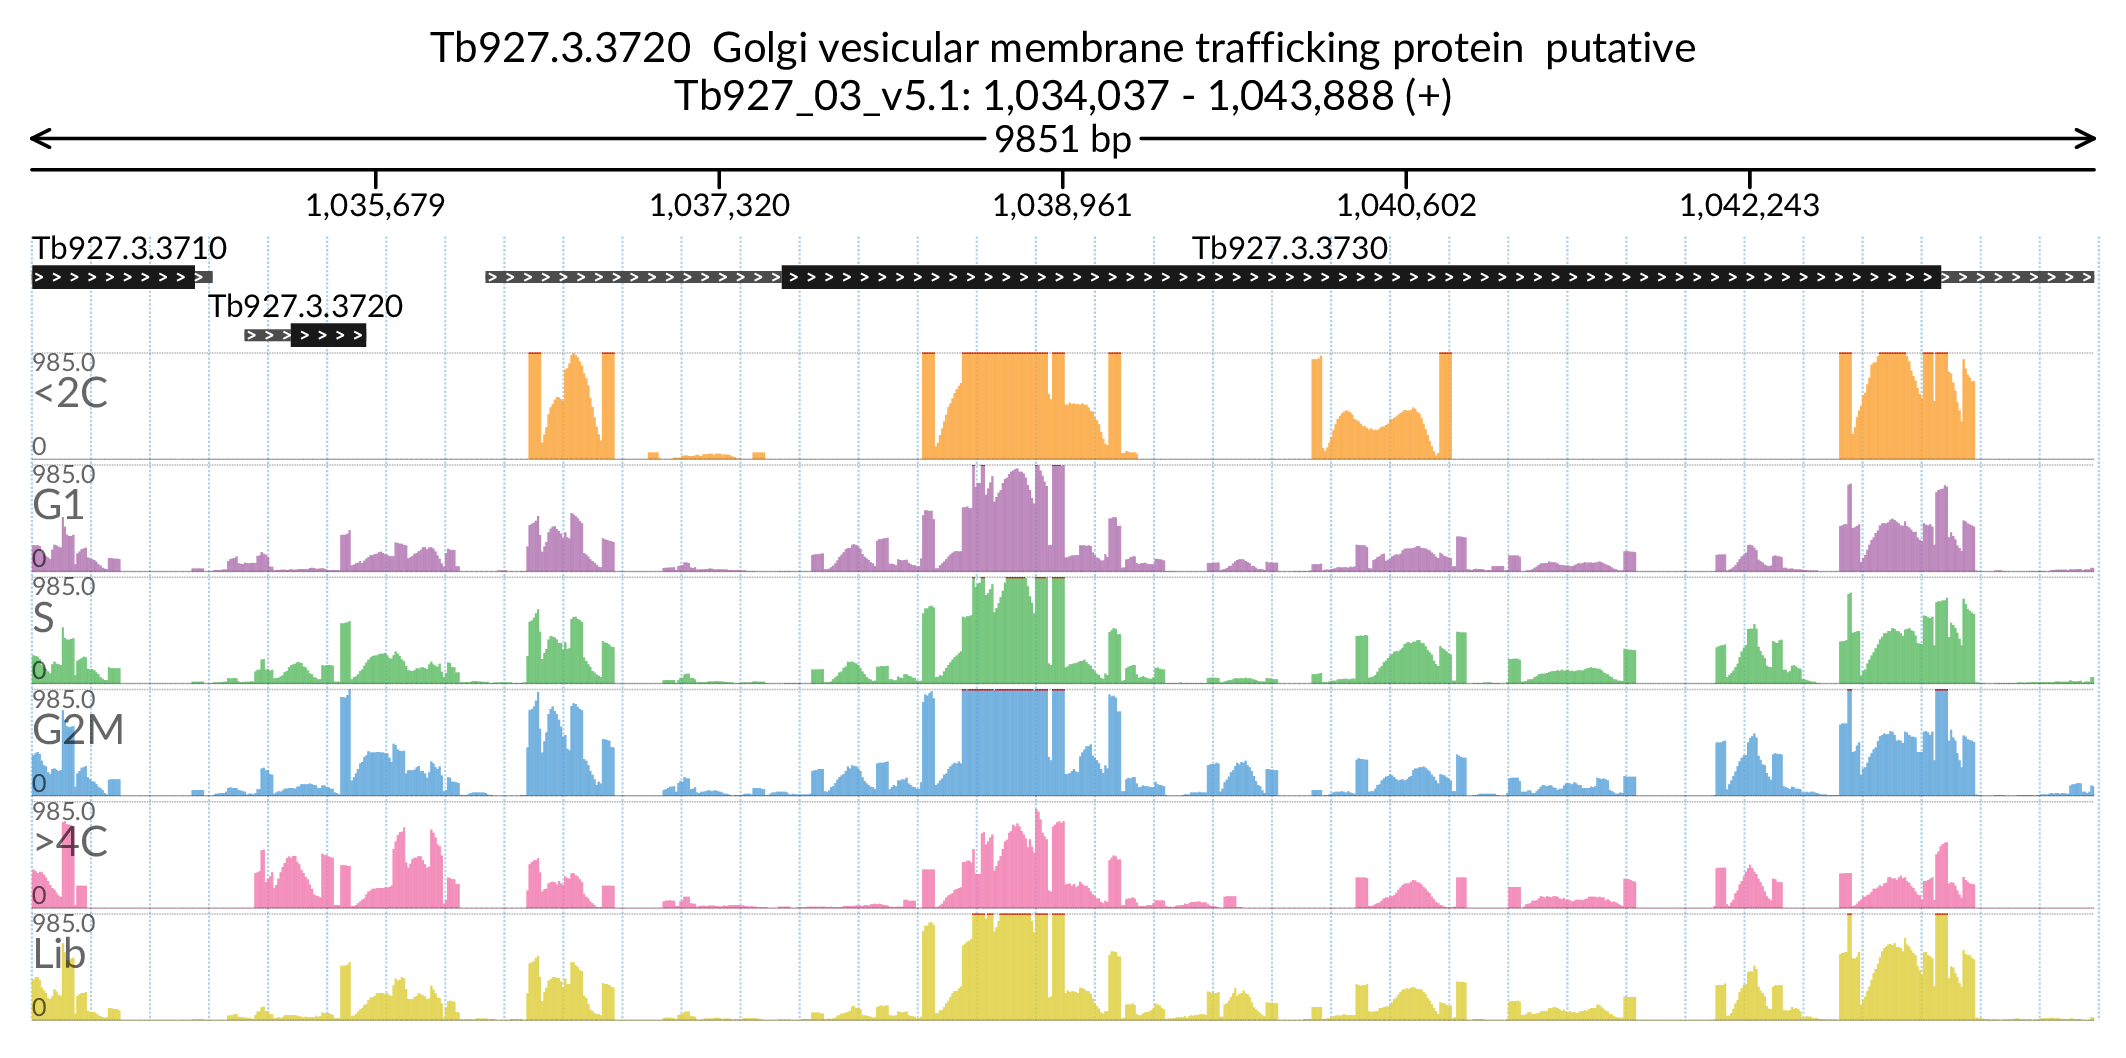 Tb927.3.3720  Golgi vesicular membrane trafficking protein  putative
Tb927_03_v5.1: 1,034,037 - 1,043,888 (+)
9851 bp
1,035,679 1,037,320 1,038,961 1,040,602 1,042,243
Tb927.3.3710 Tb927.3.3730
Tb927.3.3720
985.0
<2C
0
985.0
G1
0
985.0
S
0
985.0
G2M
0
985.0
>4C
0
985.0
Lib
0